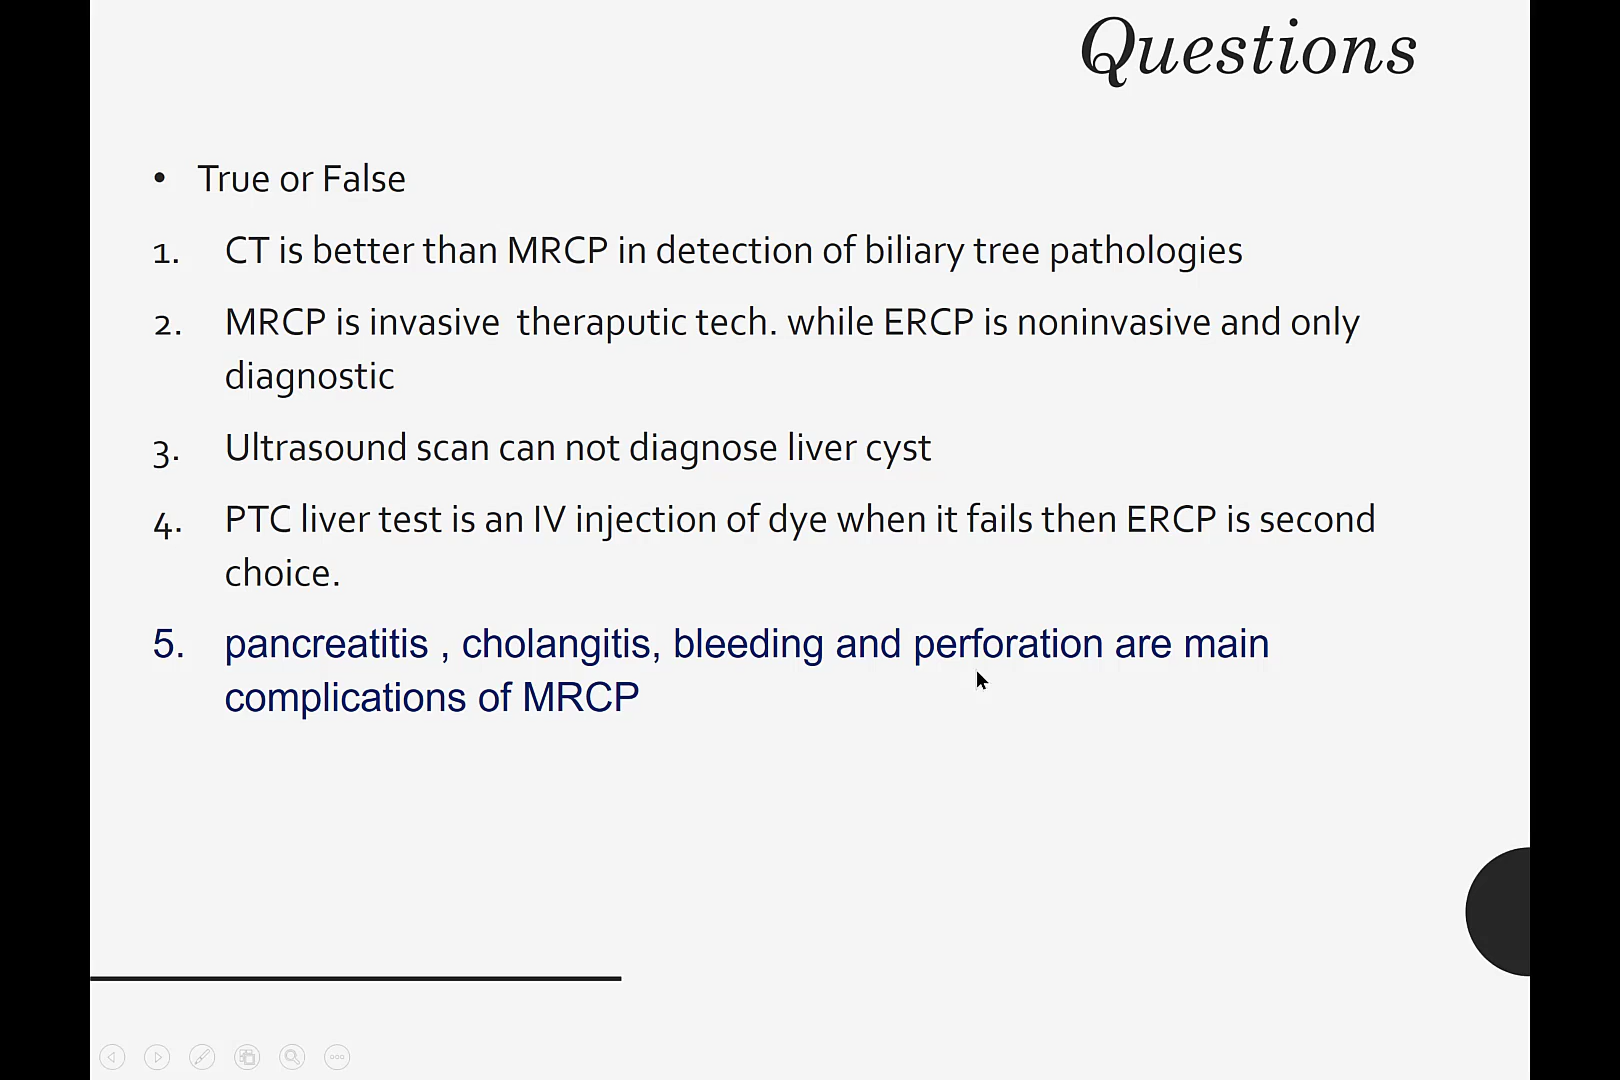 Questions
• True or False
1. CT is better than MRCP in detection of biliary tree pathologies
2. MRCP is invasive  theraputic tech. while ERCP is noninvasive and only
diagnostic
3. Ultrasound scan can not diagnose liver cyst
4. PTC liver test is an IV injection of dye when it fails then ERCP is second
choice.
5. pancreatitis , cholangitis, bleeding and perforation are main
complications of MRCP